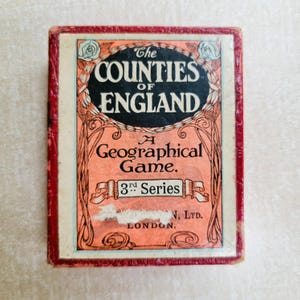 The
COUNTIES
OF
ENGLAND
A
Geographical
Game.
3rd Series
LTD.
LONDON.